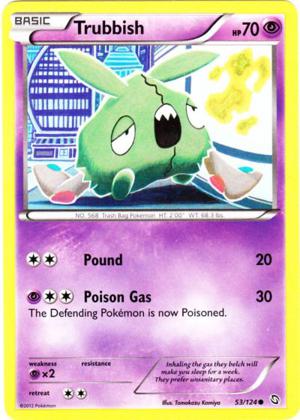 BASIC
Trubbish
HP 70
NO. 568 Trash Bag Pokémon HT: 2'00" WT: 68.3 lbs.
Pound 20
Poison Gas 30
The Defending Pokémon is now Poisoned.
weakness
resistance
×2
retreat
Inhaling the gas they belch will make you sleep for a week.
They prefer unsanitary places.
©2012 Pokémon
Illus. Tomokazu Komiya
53/124